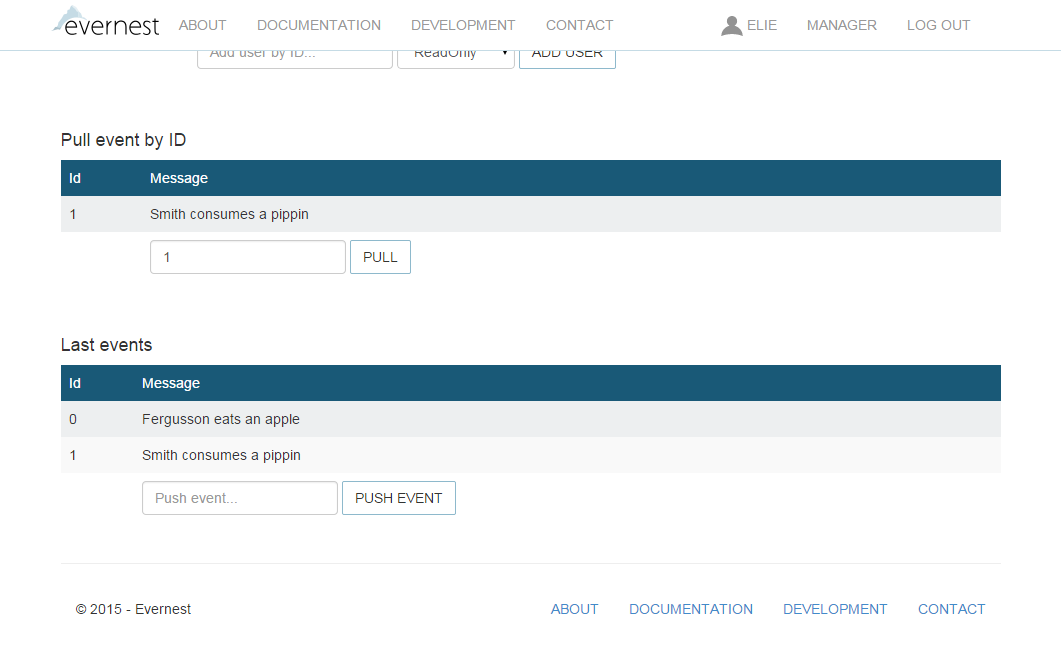 evernest ABOUT DOCUMENTATION DEVELOPMENT CONTACT ELIE MANAGER LOG OUT
Add user by ID... ReadOnly ADD USER
Pull event by ID
Id Message
1 Smith consumes a pippin
1 PULL
Last events
Id Message
0 Fergusson eats an apple
1 Smith consumes a pippin
Push event... PUSH EVENT
© 2015 - Evernest ABOUT DOCUMENTATION DEVELOPMENT CONTACT